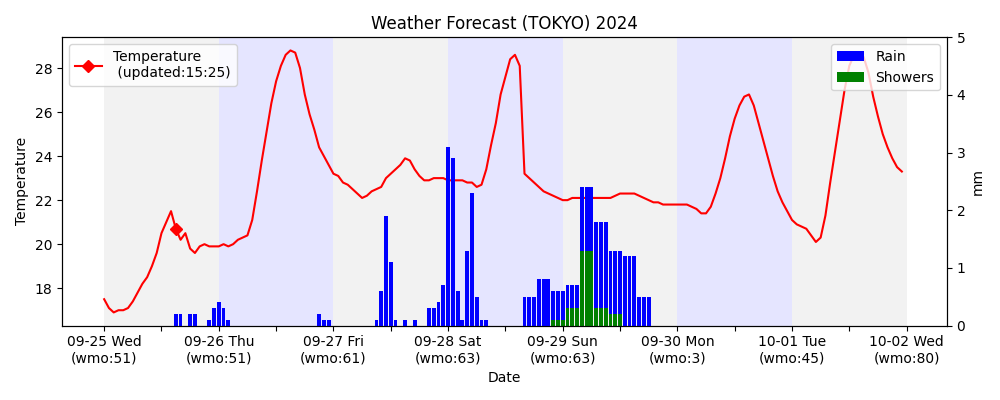 Weather Forecast (TOKYO) 2024
Temperature
(updated:15:25)
Rain
Showers
28
26
24
22
20
18
Temperature
5
4
3
2
1
0
mm
09-25 Wed
(wmo:51)
09-26 Thu
(wmo:51)
09-27 Fri
(wmo:61)
09-28 Sat
(wmo:63)
09-29 Sun
(wmo:63)
09-30 Mon
(wmo:3)
10-01 Tue
(wmo:45)
10-02 Wed
(wmo:80)
Date